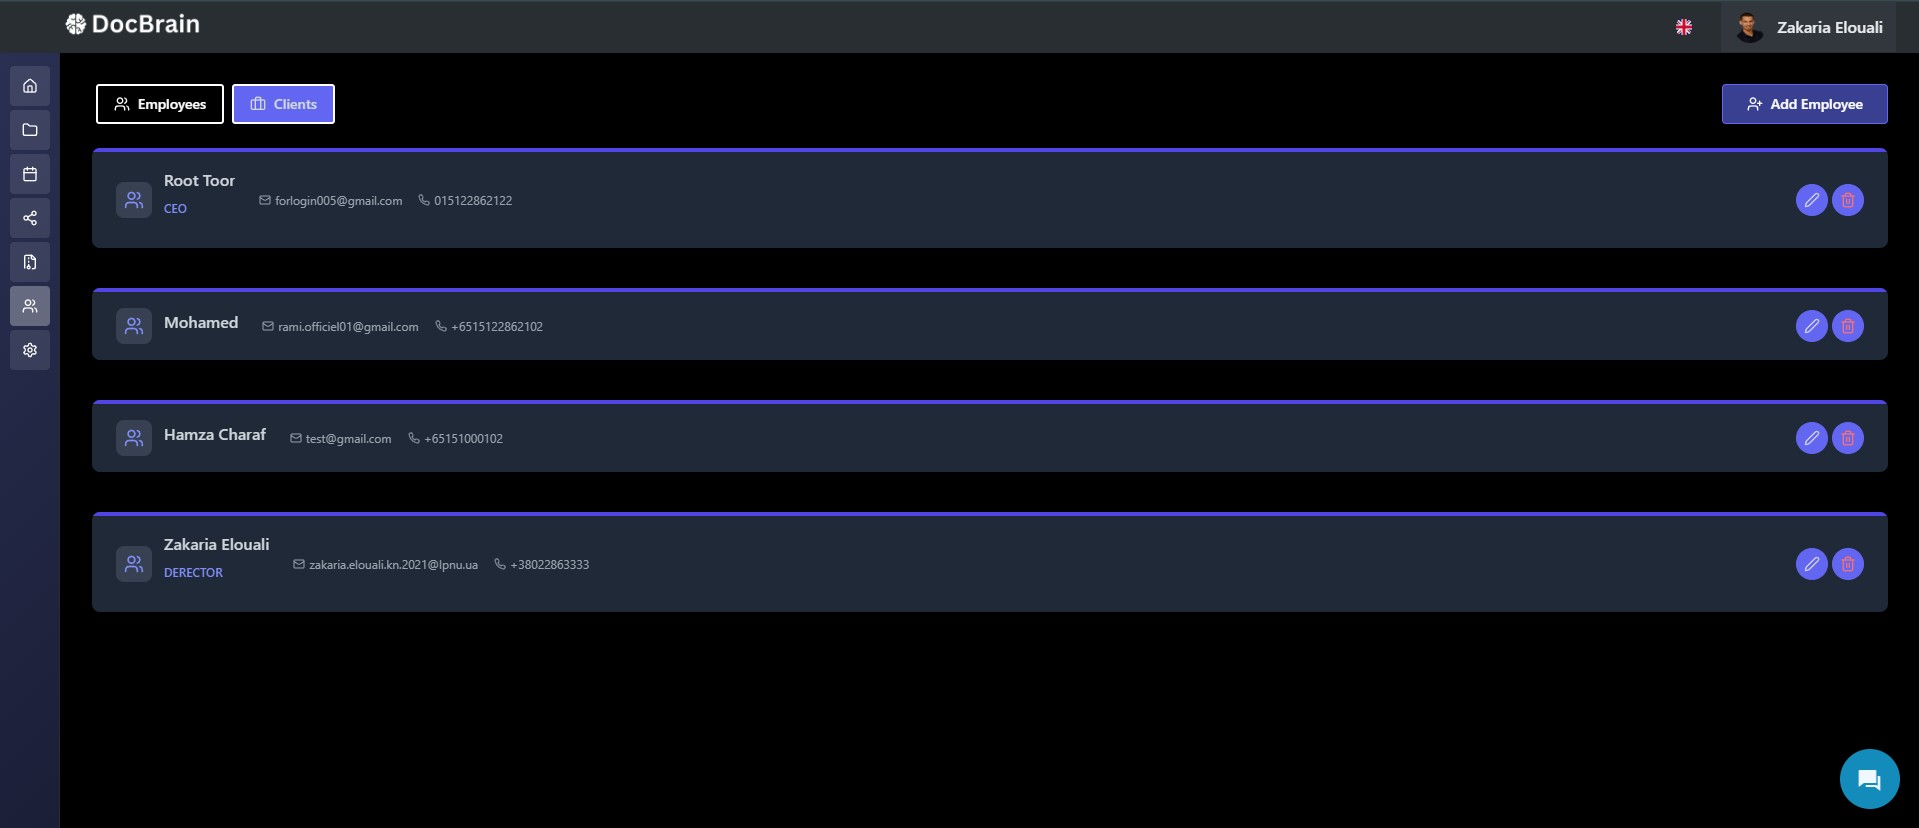 DocBrain
Zakaria Elouali
Employees
Clients
Add Employee
Root Toor
CEO
forlogin005@gmail.com
015122862122
Mohamed
rami.officiel01@gmail.com
+6515122862102
Hamza Charaf
test@gmail.com
+65151000102
Zakaria Elouali
DERECTOR
zakaria.elouali.kn.2021@lpnu.ua
+38022863333